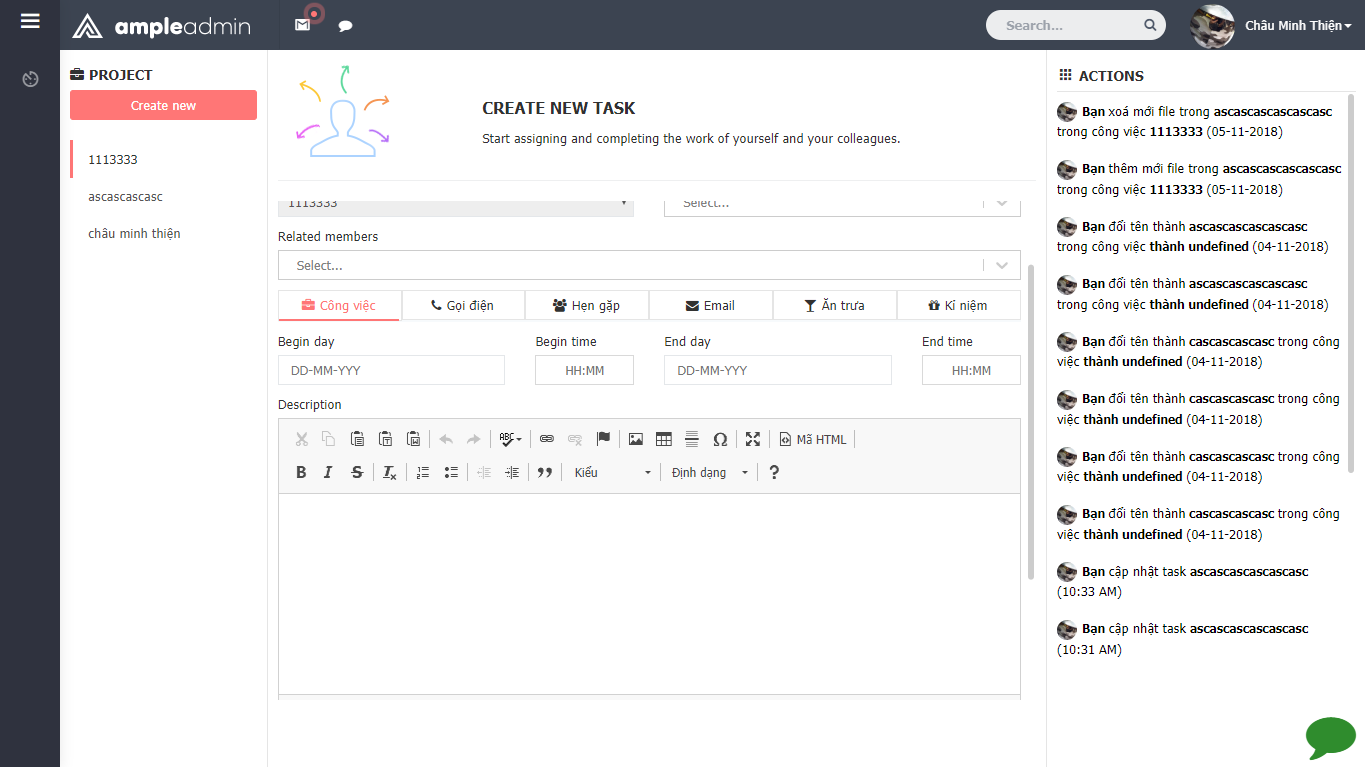 ampleadmin
Search...
Châu Minh Thiện
PROJECT
Create new
1113333
ascascascasc
châu minh thiện
CREATE NEW TASK
Start assigning and completing the work of yourself and your colleagues.
1113333
Select...
Related members
Select...
Công việc
Gọi điện
Hẹn gặp
Email
Ăn trưa
Kỉ niệm
Begin day
Begin time
End day
End time
DD-MM-YYY
HH:MM
DD-MM-YYY
HH:MM
Description
ABC
Mã HTML
B I S Ix
Kiểu
Định dạng
?
ACTIONS
Bạn xoá mới file trong ascascascascascasc
trong công việc 1113333 (05-11-2018)
Bạn thêm mới file trong ascascascascascasc
trong công việc 1113333 (05-11-2018)
Bạn đổi tên thành ascascascascascasc
trong công việc thành undefined (04-11-2018)
Bạn đổi tên thành ascascascascascasc
trong công việc thành undefined (04-11-2018)
Bạn đổi tên thành cascascascasc trong công
việc thành undefined (04-11-2018)
Bạn đổi tên thành cascascascasc trong công
việc thành undefined (04-11-2018)
Bạn đổi tên thành cascascascasc trong công
việc thành undefined (04-11-2018)
Bạn đổi tên thành cascascascasc trong công
việc thành undefined (04-11-2018)
Bạn cập nhật task ascascascascascasc
(10:33 AM)
Bạn cập nhật task ascascascascascasc
(10:31 AM)